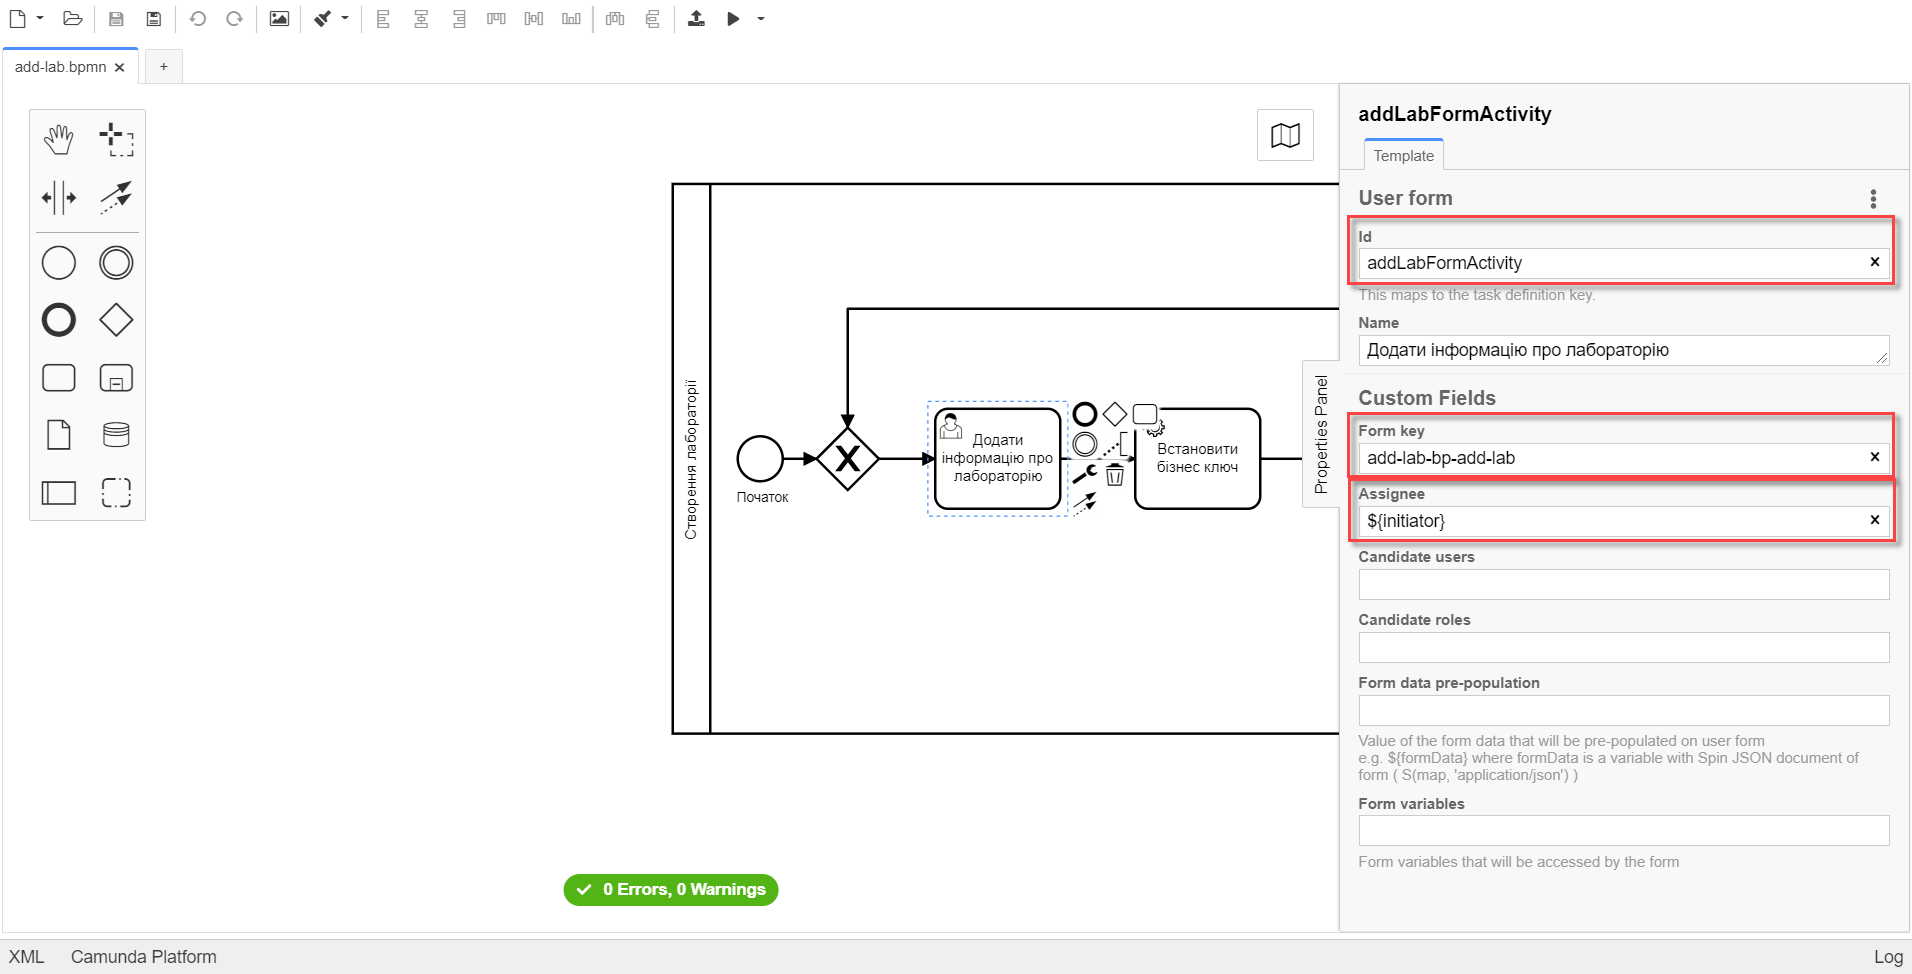 add-lab.bpmn
+
addLabFormActivity
Template
User form
Id
addLabFormActivity
This maps to the task definition key.
Name
Додати інформацію про лабораторію
Custom Fields
Form key
add-lab-bp-add-lab
Assignee
${initiator}
Candidate users
Candidate roles
Form data pre-population
Value of the form data that will be pre-populated on user form
e.g. ${formData} where formData is a variable with Spin JSON document of
form ( S(map, 'application/json') )
Form variables
Form variables that will be accessed by the form
Properties Panel
Створення лабораторії
Початок
Додати
інформацію про
лабораторію
Встановити
бізнес ключ
0 Errors, 0 Warnings
XML
Camunda Platform
Log